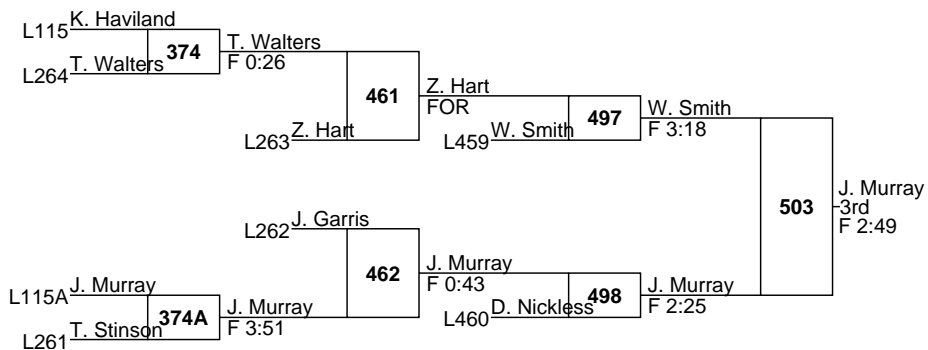 K. Haviland
L115
374
T. Walters
F 0:26
T. Walters
L264
461
Z. Hart
FOR
Z. Hart
L263
497
W. Smith
F 3:18
W. Smith
L459
503
J. Murray
3rd
F 2:49
J. Garris
L262
462
J. Murray
F 0:43
J. Murray
L115A
374A
J. Murray
F 3:51
T. Stinson
L261
498
J. Murray
F 2:25
D. Nickless
L460